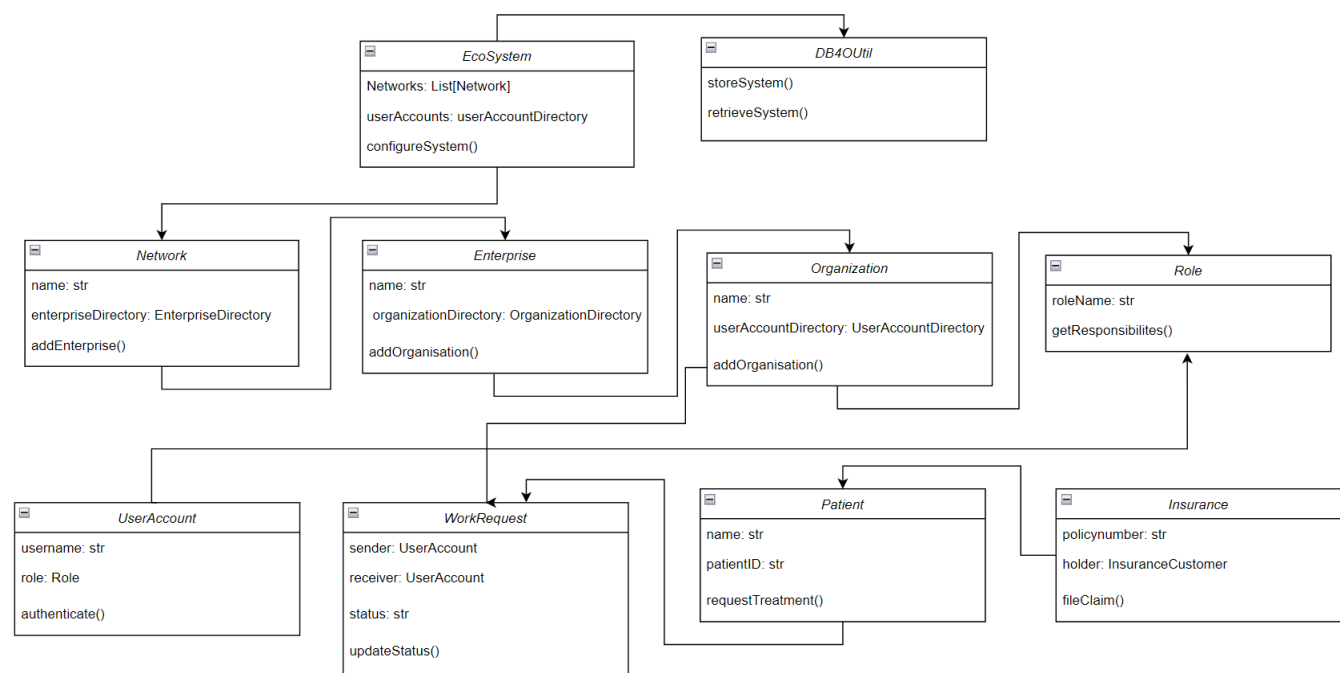 EcoSystem
Networks: List[Network]
userAccounts: userAccountDirectory
configureSystem()
DB4OUtil
storeSystem()
retrieveSystem()
Network
name: str
enterpriseDirectory: EnterpriseDirectory
addEnterprise()
Enterprise
name: str
organizationDirectory: OrganizationDirectory
addOrganisation()
Organization
name: str
userAccountDirectory: UserAccountDirectory
addOrganisation()
Role
roleName: str
getResponsibilites()
UserAccount
username: str
role: Role
authenticate()
WorkRequest
sender: UserAccount
receiver: UserAccount
status: str
updateStatus()
Patient
name: str
patientID: str
requestTreatment()
Insurance
policynumber: str
holder: InsuranceCustomer
fileClaim()